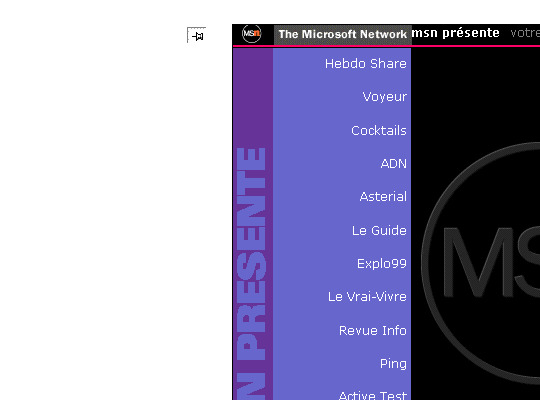 msn The Microsoft Network msn présente votre
Hebdo Share
Voyeur
Cocktails
ADN
Asterial
Le Guide
Explo99
Le Vrai-Vivre
Revue Info
Ping
Active Test
N PRESENTE
MS